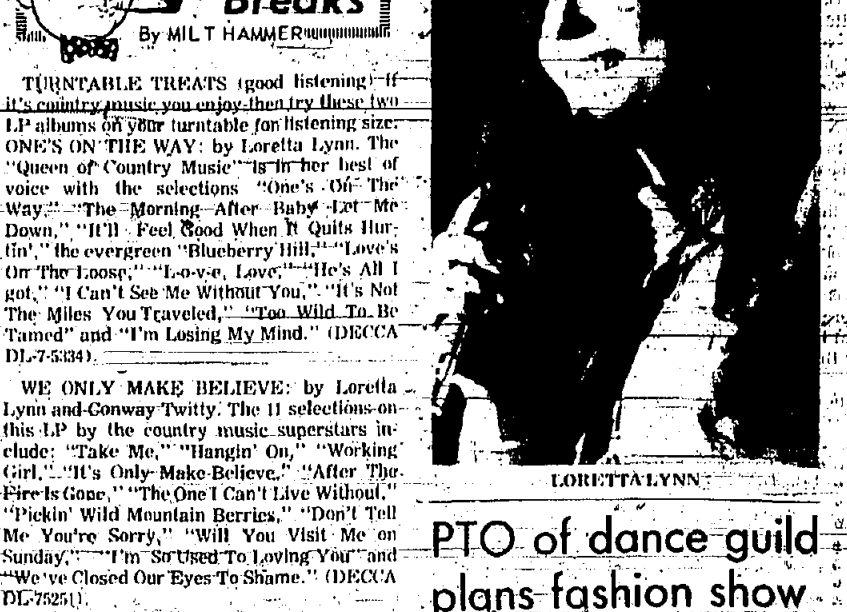 Breaks
By MILT HAMMER
TURNTABLE TREATS (good listening) If
it's country music you enjoy then try these two
LP albums on your turntable for listening size:
ONE'S ON THE WAY: by Loretta Lynn. The
"Queen of Country Music" is in her best of
voice with the selections "One's On The
Way," "The Morning After Baby Let Me
Down," "It'll Feel Good When It Quits Hur-
tin'," the evergreen "Blueberry Hill," "Love's
On The Loose," "L-o-v-e, Love," "He's All I
got," "I Can't See Me Without You," "It's Not
The Miles You Traveled," "Too Wild To Be
Tamed" and "I'm Losing My Mind." (DECCA
DL-7-5334).
WE ONLY MAKE BELIEVE: by Loretta
Lynn and Conway Twitty. The 11 selections on
this LP by the country music superstars in-
clude: "Take Me," "Hangin' On," "Working
Girl," "It's Only Make Believe," "After The
Fire Is Gone," "The One I Can't Live Without,"
"Pickin' Wild Mountain Berries," "Don't Tell
Me You're Sorry," "Will You Visit Me on
Sunday," "I'm So Used To Loving You" and
"We've Closed Our Eyes To Shame." (DECCA
DL-75251).
LORETTA LYNN
PTO of dance guild
plans fashion show